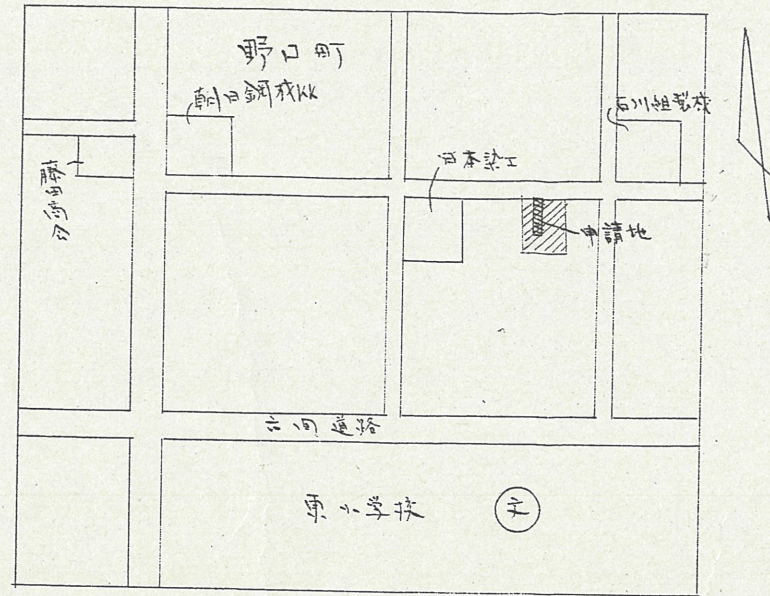 野口町
朝日鋼材KK
石川組製材
日本染工
藤田商会
申請地
六間道路
東小学校
文